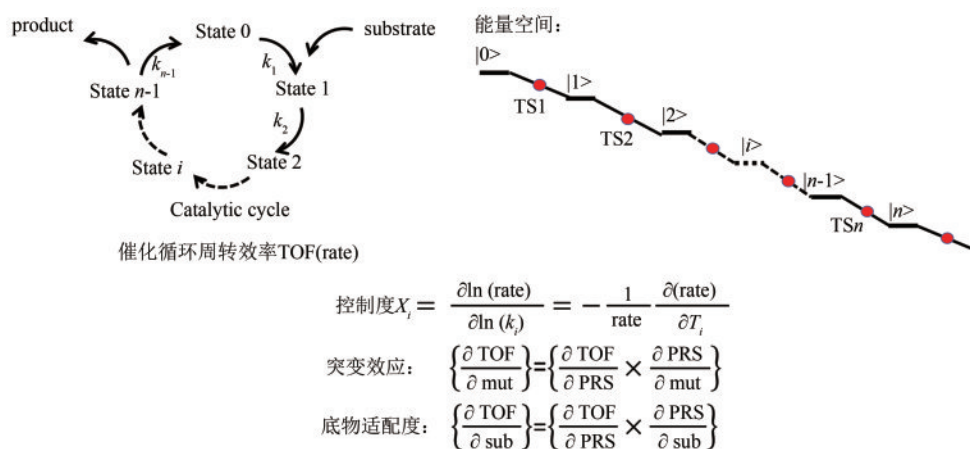 product
State 0
substrate
k_{n-1}
k_1
State n-1
State 1
k_2
State i
State 2
Catalytic cycle
催化循环周转效率TOF(rate)
能量空间：
|0>
|1>
TS1
|2>
TS2
|i>
|n-1>
|n>
TSn
控制度X_i = ∂ln (rate) / ∂ln (k_i) = - 1 / rate ∂(rate) / ∂T_i
突变效应： {∂ TOF / ∂ mut}={∂ TOF / ∂ PRS × ∂ PRS / ∂ mut}
底物适配度： {∂ TOF / ∂ sub}={∂ TOF / ∂ PRS × ∂ PRS / ∂ sub}